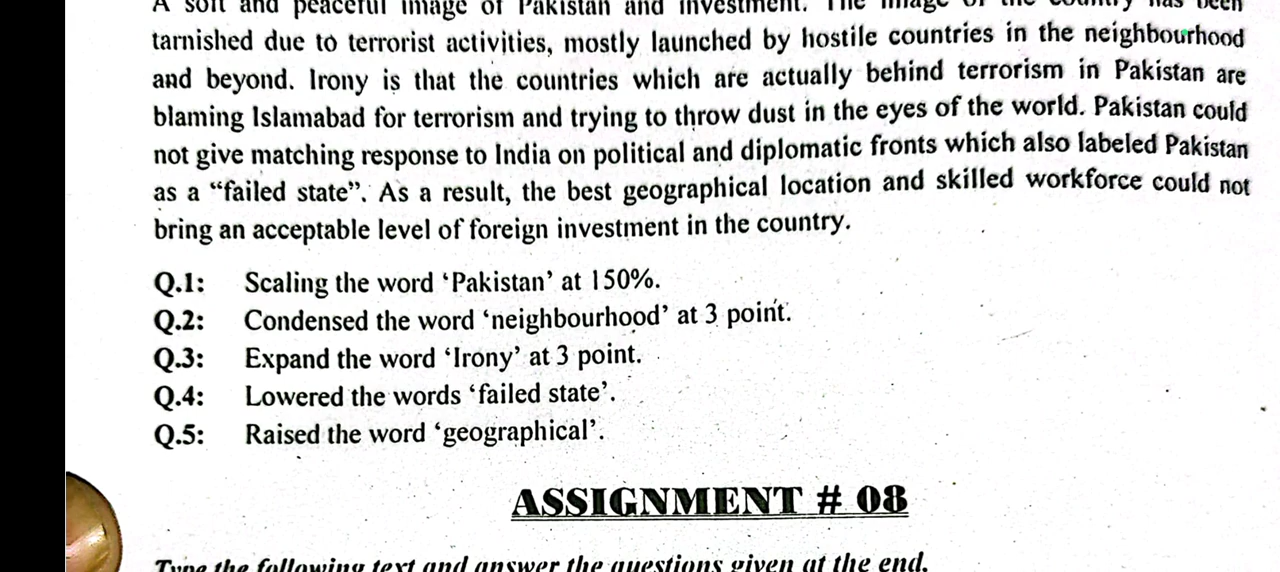 A soft and peaceful image of Pakistan and investment. The image of the country has been
tarnished due to terrorist activities, mostly launched by hostile countries in the neighbourhood
and beyond. Irony is that the countries which are actually behind terrorism in Pakistan are
blaming Islamabad for terrorism and trying to throw dust in the eyes of the world. Pakistan could
not give matching response to India on political and diplomatic fronts which also labeled Pakistan
as a “failed state”. As a result, the best geographical location and skilled workforce could not
bring an acceptable level of foreign investment in the country.
Q.1: Scaling the word ‘Pakistan’ at 150%.
Q.2: Condensed the word ‘neighbourhood’ at 3 point.
Q.3: Expand the word ‘Irony’ at 3 point.
Q.4: Lowered the words ‘failed state’.
Q.5: Raised the word ‘geographical’.
ASSIGNMENT # 08
Type the following text and answer the questions given at the end.